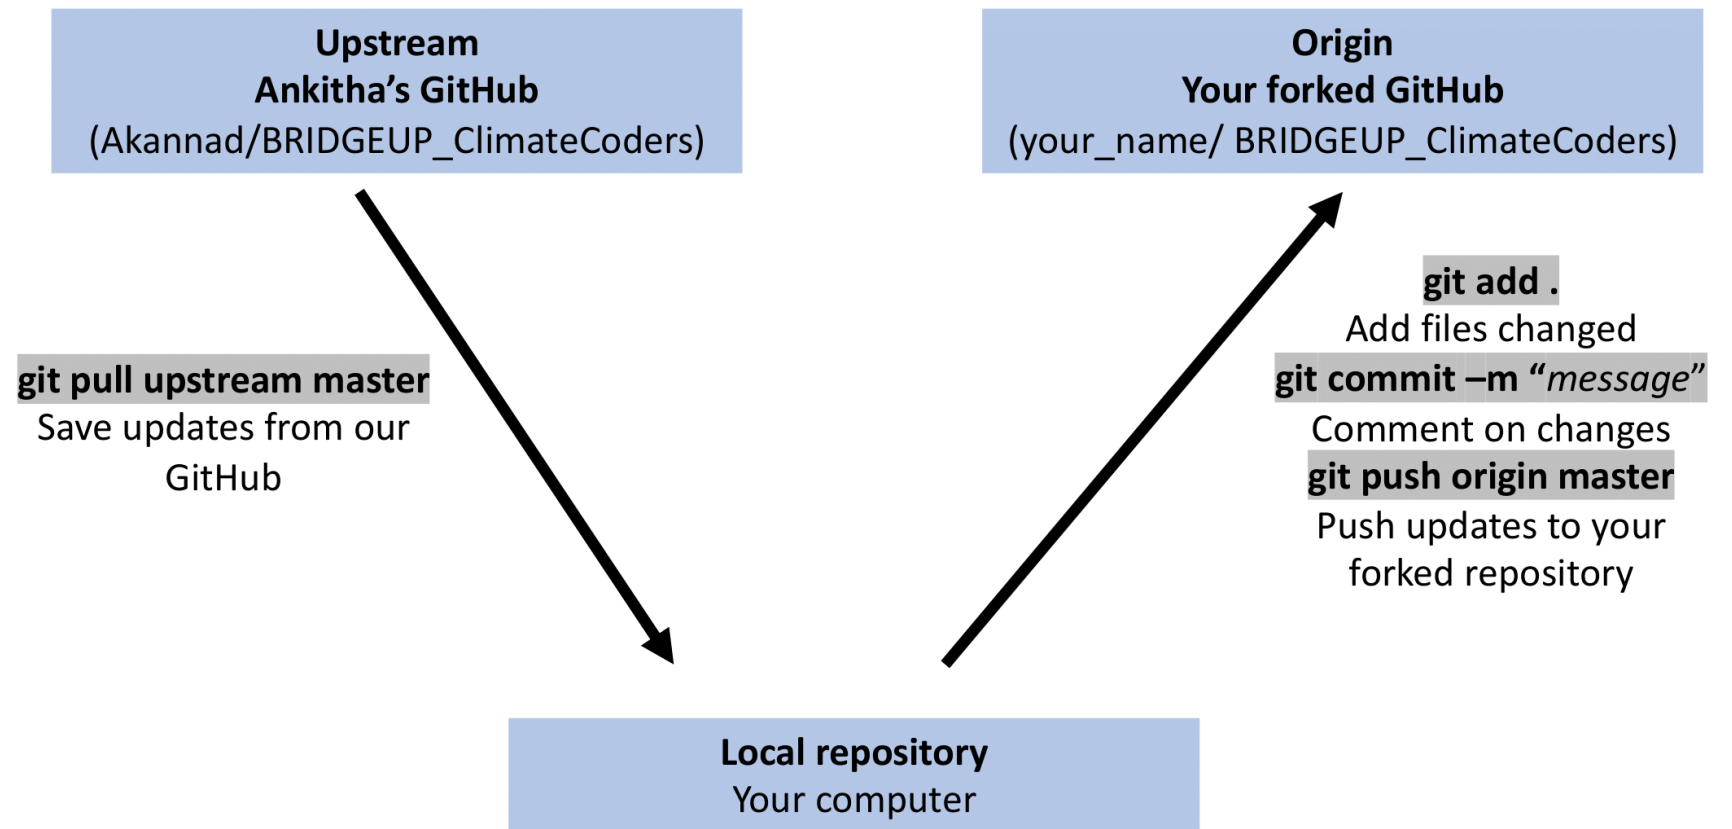 Upstream
Ankitha’s GitHub
(Akannad/BRIDGEUP_ClimateCoders)
Origin
Your forked GitHub
(your_name/ BRIDGEUP_ClimateCoders)
git pull upstream master
Save updates from our
GitHub
git add .
Add files changed
git commit –m “message”
Comment on changes
git push origin master
Push updates to your
forked repository
Local repository
Your computer